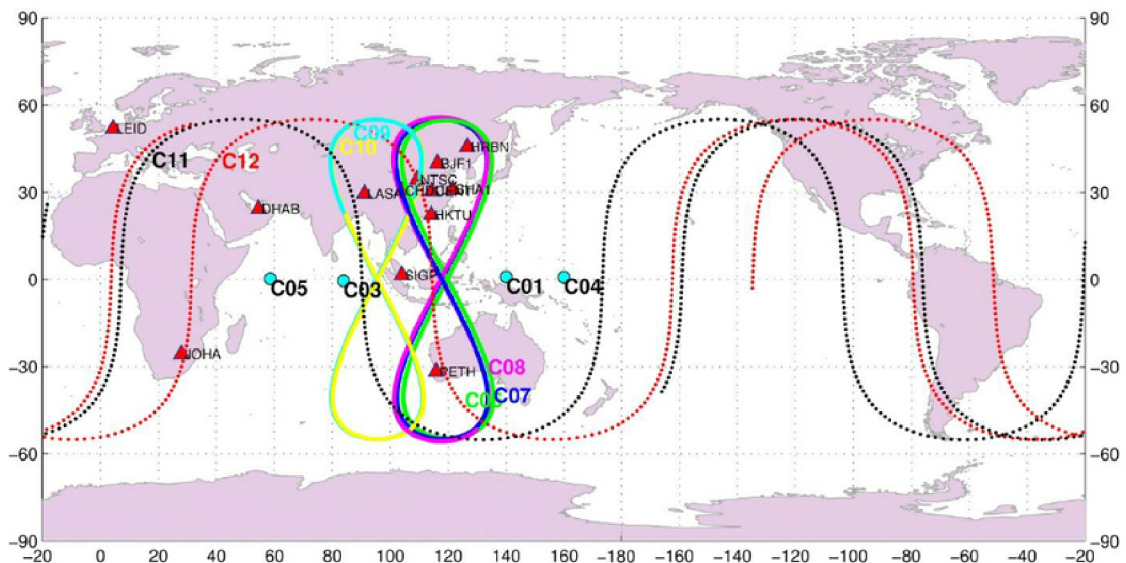 90 90
60 60
C09
C10
LEID
HRBN
BJF1
C11 C12
NTSC
30 LASA 30
DHAB HKTU
SIGP
0 C05 C03 C01 C04 0
JOHA
−30 PETH C08 −30
C07
−60 −60
−90 −90
−20 0 20 40 60 80 100 120 140 160 −180 −160 −140 −120 −100 −80 −60 −40 −20